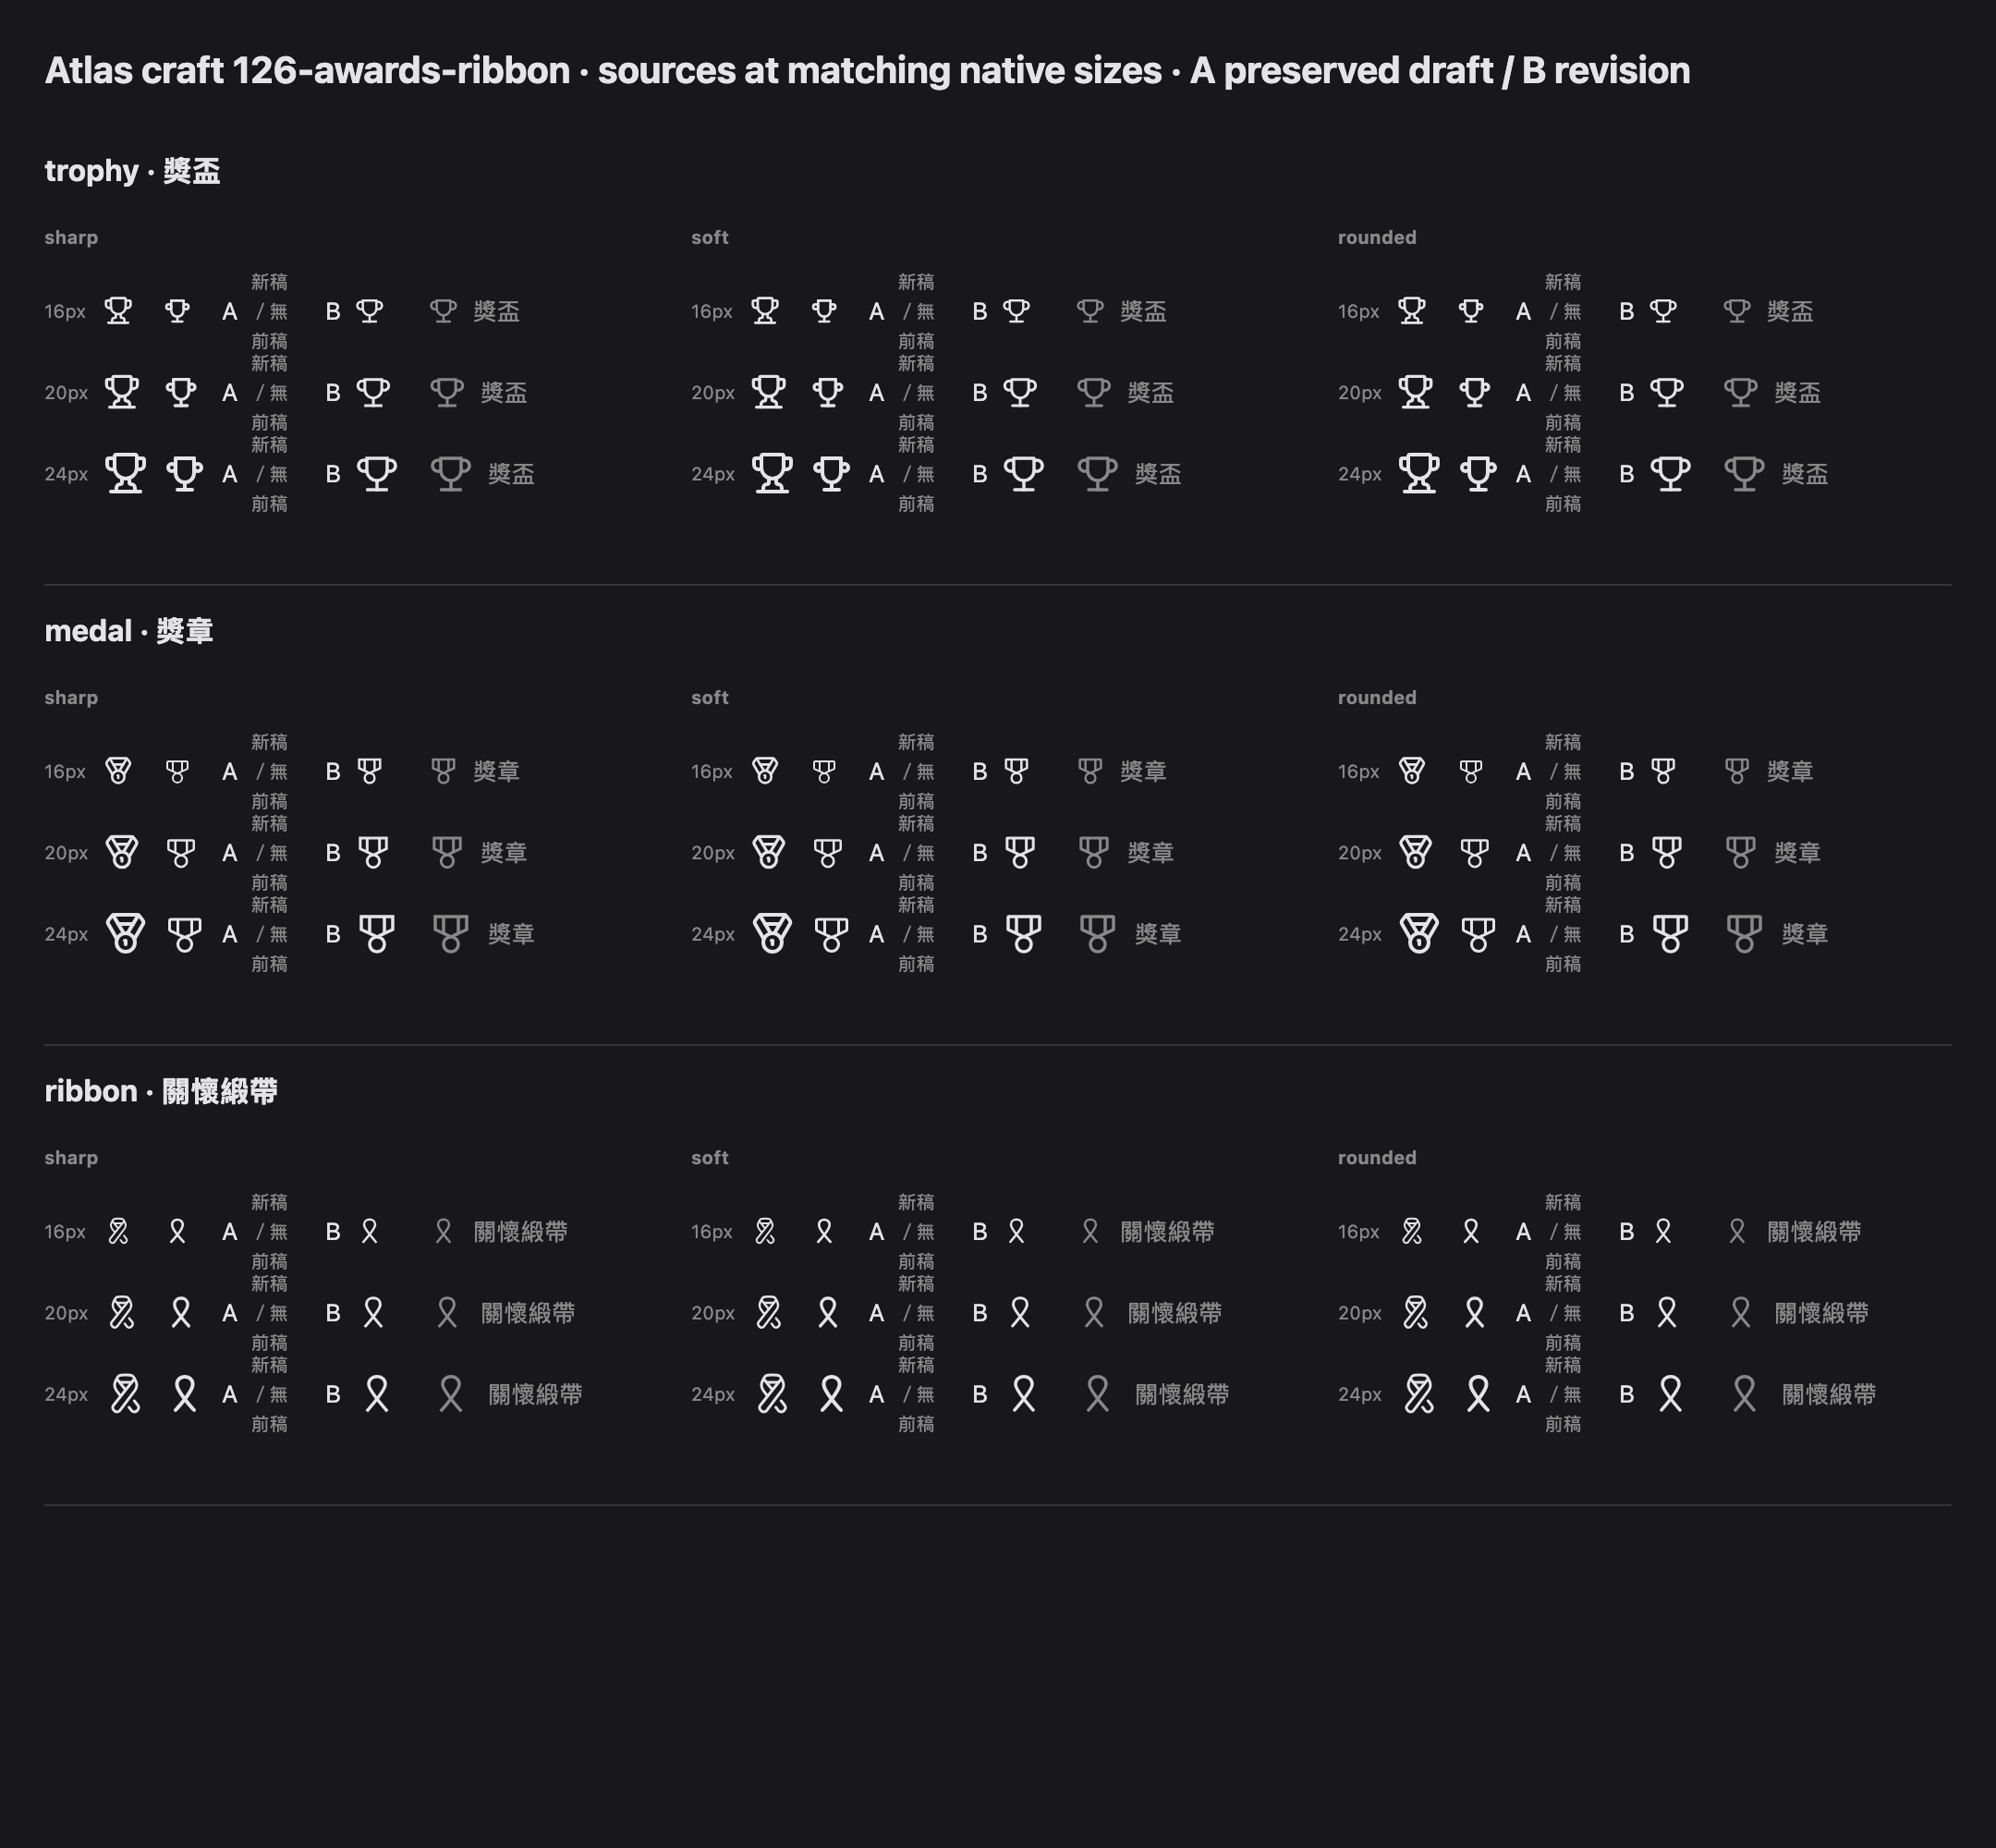 Atlas craft 126-awards-ribbon · sources at matching native sizes · A preserved draft / B revision
trophy · 獎盃
sharp
soft
rounded
16px A 新稿 / 無 前稿 B 獎盃
16px A 新稿 / 無 前稿 B 獎盃
16px A 新稿 / 無 前稿 B 獎盃
20px A 新稿 / 無 前稿 B 獎盃
20px A 新稿 / 無 前稿 B 獎盃
20px A 新稿 / 無 前稿 B 獎盃
24px A 新稿 / 無 前稿 B 獎盃
24px A 新稿 / 無 前稿 B 獎盃
24px A 新稿 / 無 前稿 B 獎盃
medal · 獎章
sharp
soft
rounded
16px A 新稿 / 無 前稿 B 獎章
16px A 新稿 / 無 前稿 B 獎章
16px A 新稿 / 無 前稿 B 獎章
20px A 新稿 / 無 前稿 B 獎章
20px A 新稿 / 無 前稿 B 獎章
20px A 新稿 / 無 前稿 B 獎章
24px A 新稿 / 無 前稿 B 獎章
24px A 新稿 / 無 前稿 B 獎章
24px A 新稿 / 無 前稿 B 獎章
ribbon · 關懷緞帶
sharp
soft
rounded
16px A 新稿 / 無 前稿 B 關懷緞帶
16px A 新稿 / 無 前稿 B 關懷緞帶
16px A 新稿 / 無 前稿 B 關懷緞帶
20px A 新稿 / 無 前稿 B 關懷緞帶
20px A 新稿 / 無 前稿 B 關懷緞帶
20px A 新稿 / 無 前稿 B 關懷緞帶
24px A 新稿 / 無 前稿 B 關懷緞帶
24px A 新稿 / 無 前稿 B 關懷緞帶
24px A 新稿 / 無 前稿 B 關懷緞帶